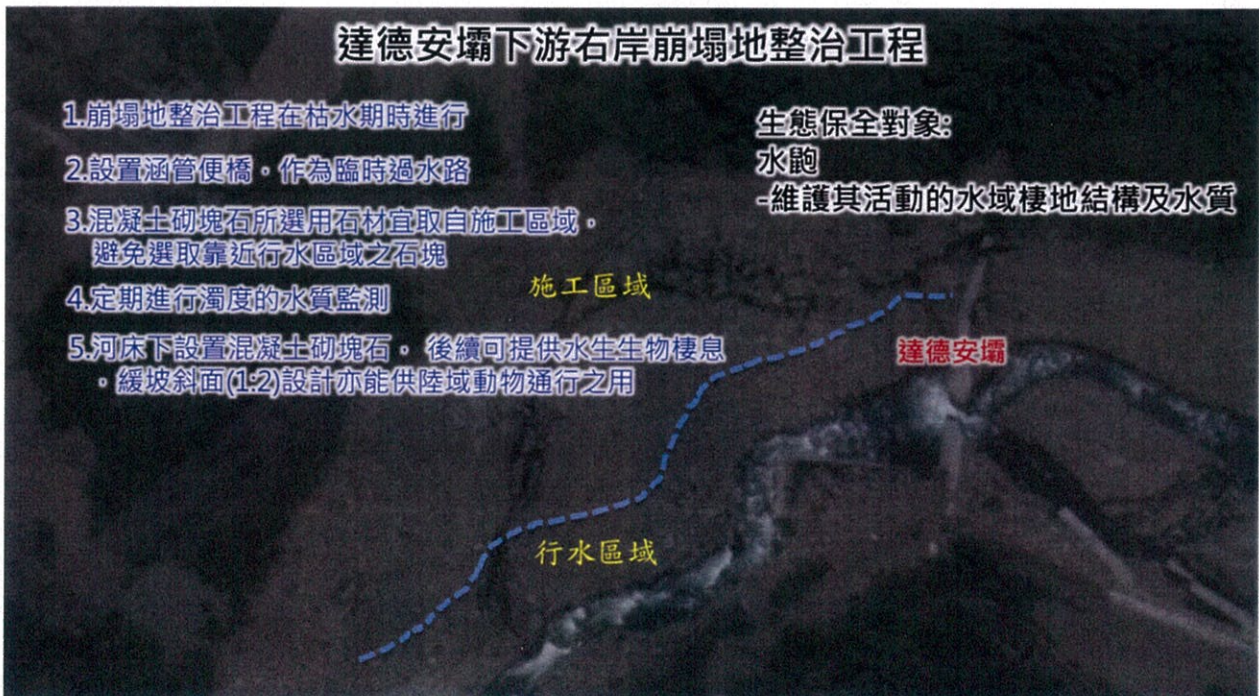 達德安壩下游右岸崩塌地整治工程
1.崩塌地整治工程在枯水期時進行
2.設置涵管便橋，作為臨時過水路
3.混凝土砌塊石所選用石材宜取自施工區域，
避免選取靠近行水區域之石塊
4.定期進行濁度的水質監測
5.河床下設置混凝土砌塊石， 後續可提供水生生物棲息
，緩坡斜面(1:2)設計亦能供陸域動物通行之用
生態保全對象:
水鼩
-維護其活動的水域棲地結構及水質
施工區域
達德安壩
行水區域